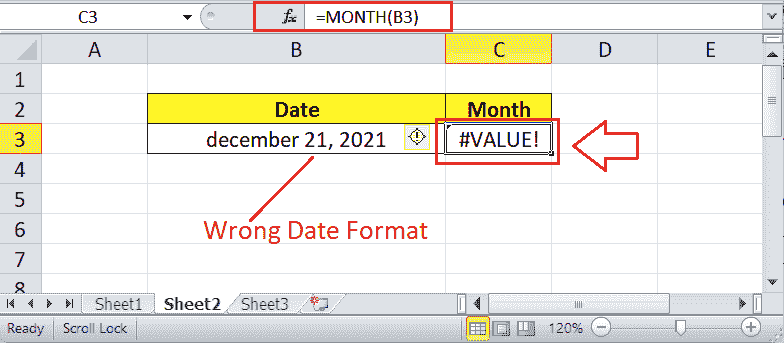 C3 fx =MONTH(B3)
A B C D E
1
2 Date Month
3 december 21, 2021 #VALUE!
4
5
6 Wrong Date Format
7
8
Sheet1 Sheet2 Sheet3
Ready Scroll Lock 120%